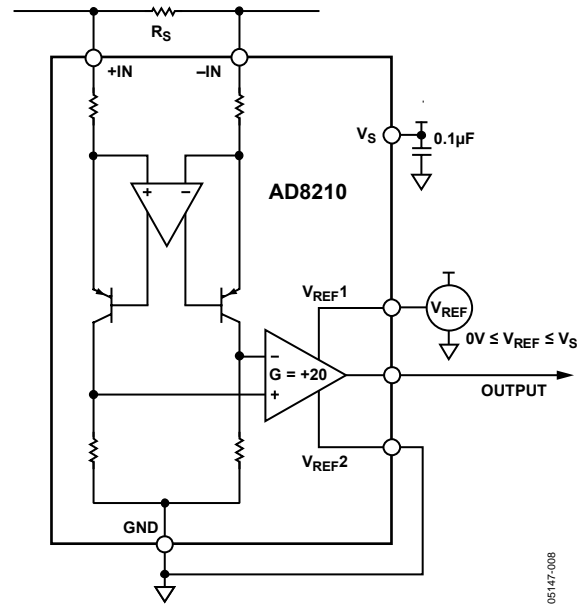 R_S
+IN
–IN
V_S
0.1µF
+
–
AD8210
V_REF1
V_REF
0V ≤ V_REF ≤ V_S
–
G = +20
+
OUTPUT
V_REF2
GND
05147-008